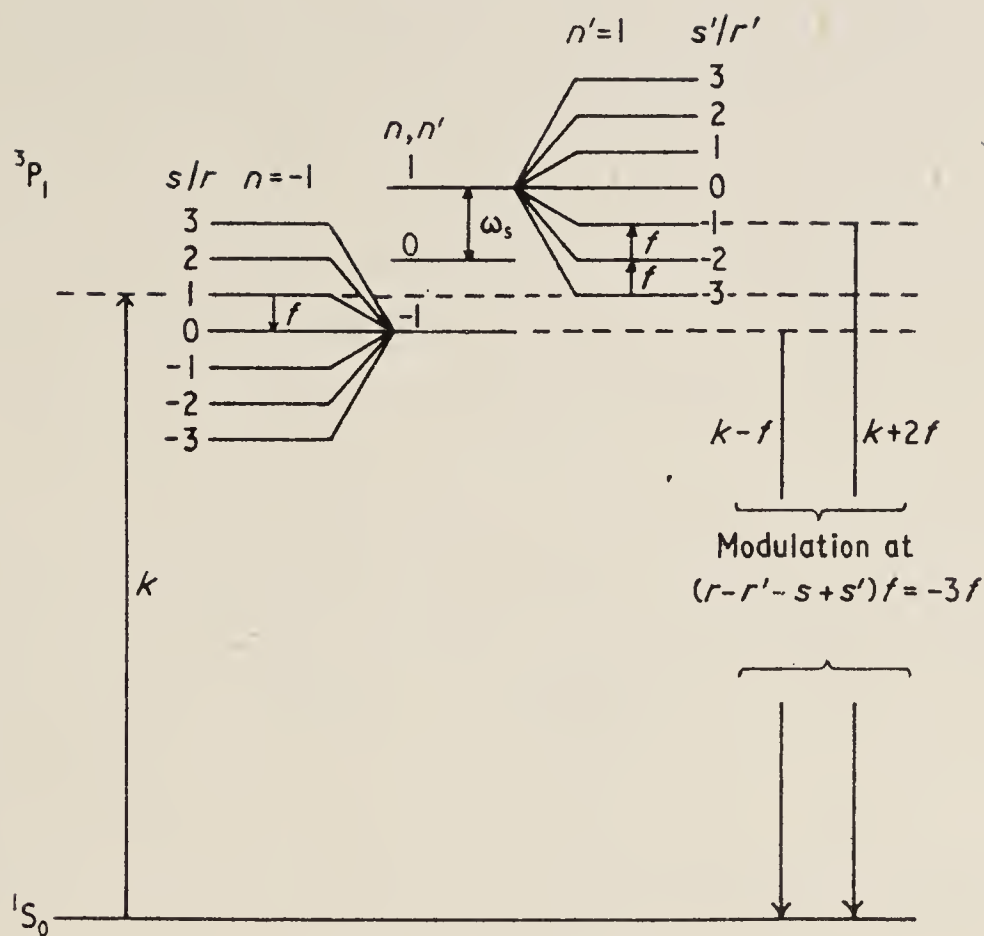 n'=1 s'/r'
3
2
n,n'
1
³P₁
s/r n=-1
1
0
3
ωₛ
-1
f
2
0
-2
f
1
f
-1
-3
0
-1
-2
-3
k-f
k+2f
Modulation at
(r-r'-s+s')f=-3f
k
¹S₀